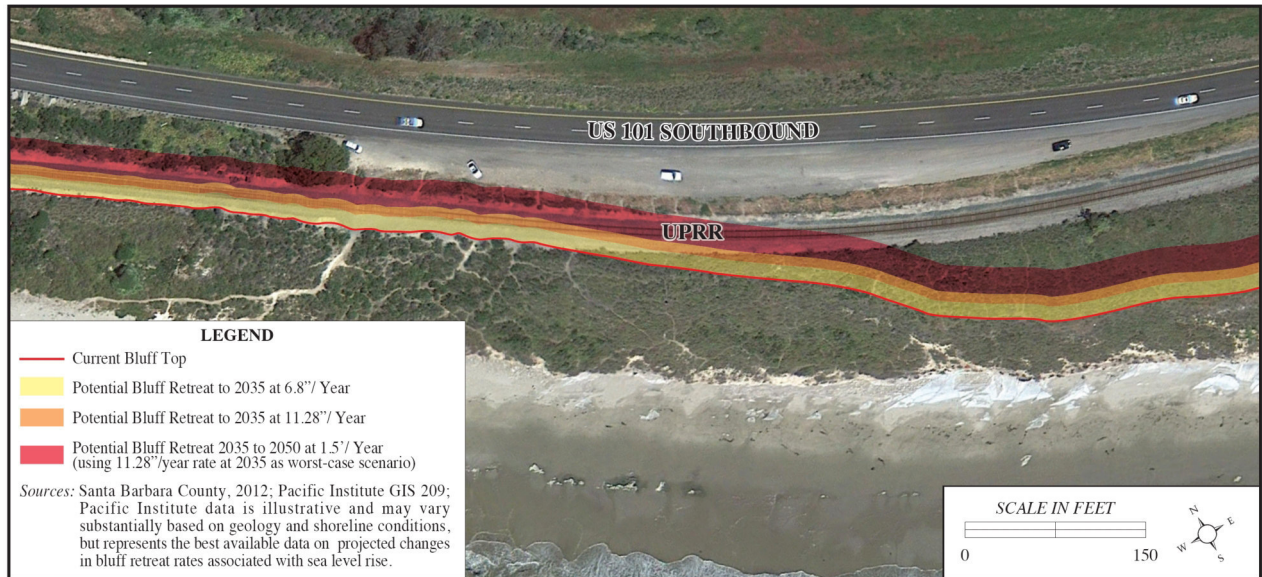 US 101 SOUTHBOUND
UPRR
LEGEND
Current Bluff Top
Potential Bluff Retreat to 2035 at 6.8”/ Year
Potential Bluff Retreat to 2035 at 11.28”/ Year
Potential Bluff Retreat 2035 to 2050 at 1.5’/ Year
(using 11.28”/year rate at 2035 as worst-case scenario)
Sources: Santa Barbara County, 2012; Pacific Institute GIS 209;
Pacific Institute data is illustrative and may vary
substantially based on geology and shoreline conditions,
but represents the best available data on projected changes
in bluff retreat rates associated with sea level rise.
SCALE IN FEET
0 150
N
E
W
S